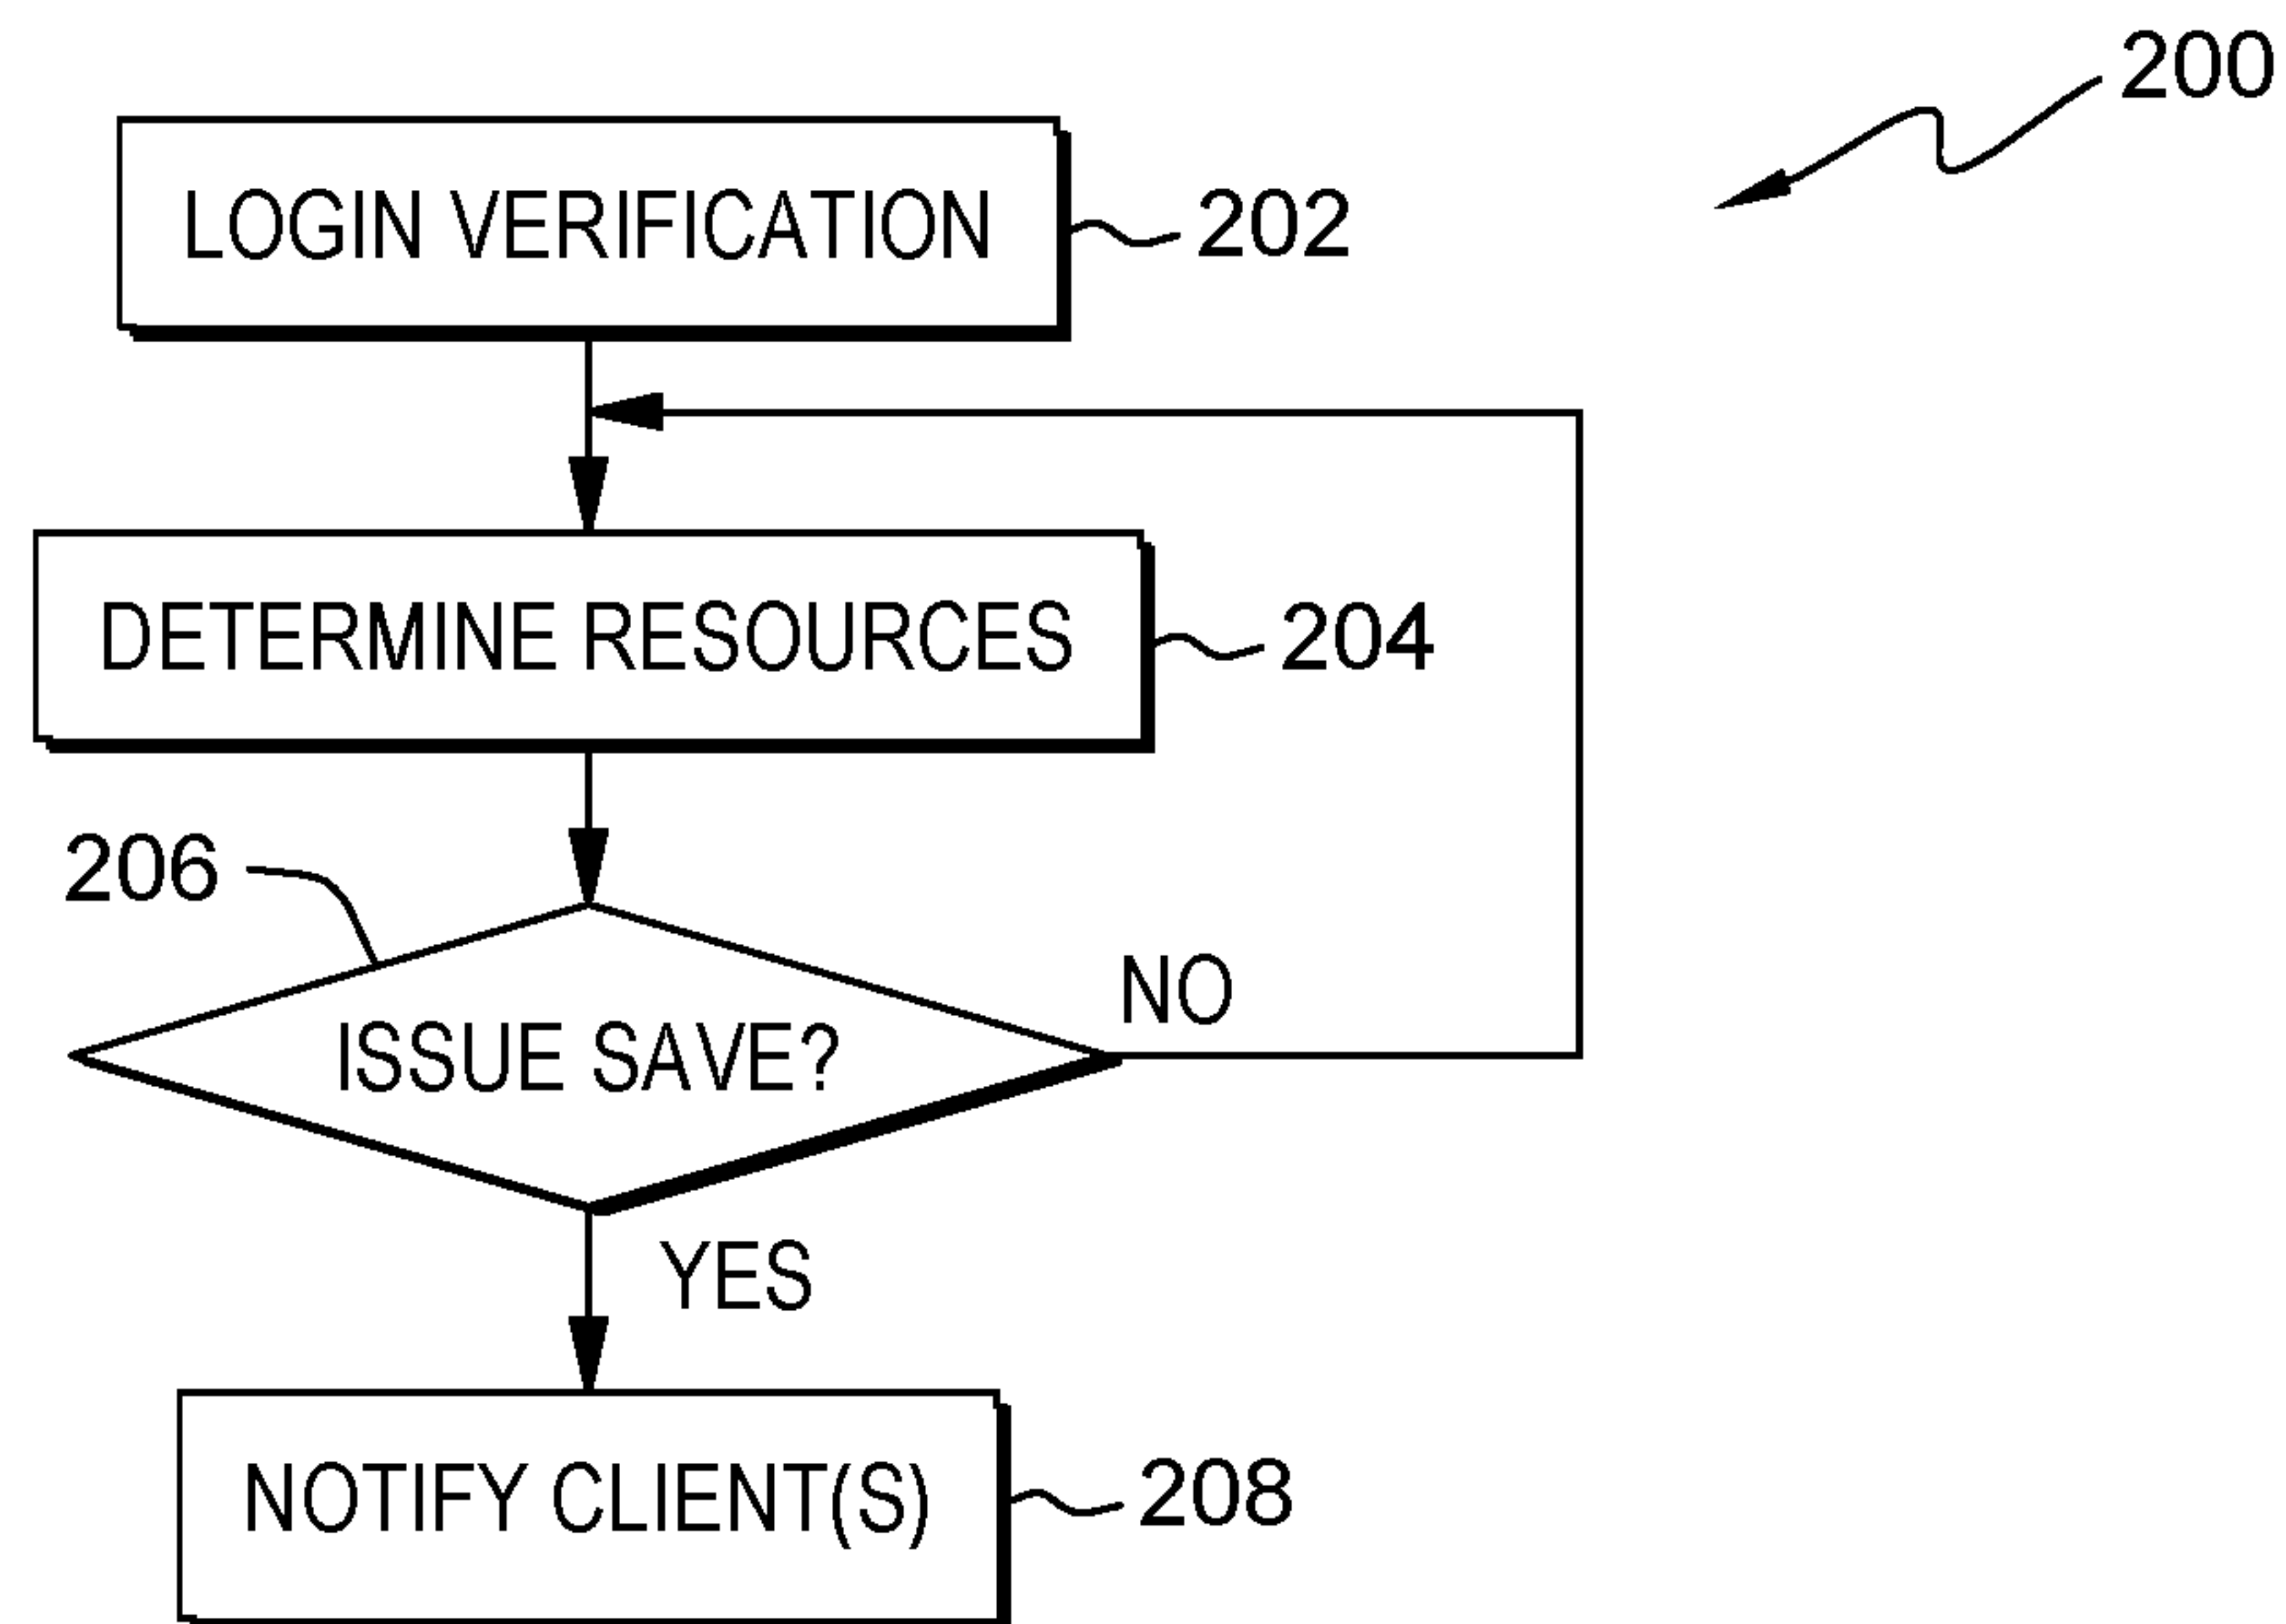 200
LOGIN VERIFICATION
202
DETERMINE RESOURCES
204
206
ISSUE SAVE?
NO
YES
NOTIFY CLIENT(S)
208